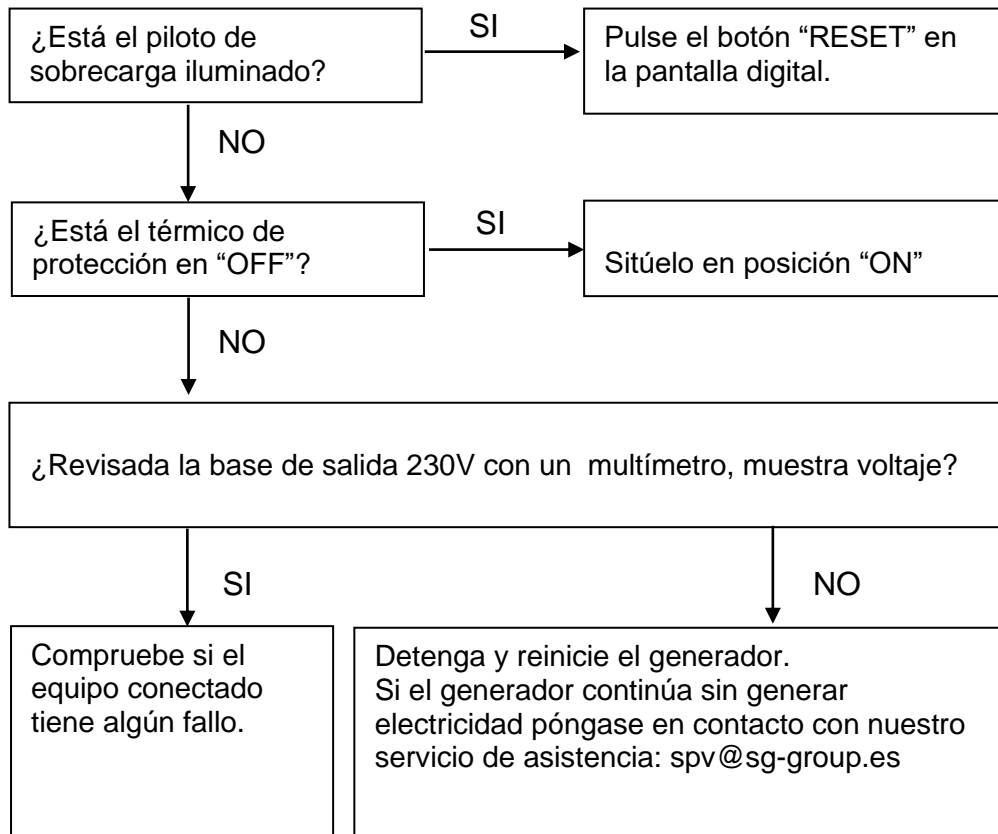 ¿Está el piloto de
sobrecarga iluminado?
SI
Pulse el botón “RESET” en
la pantalla digital.
NO
¿Está el térmico de
protección en “OFF”?
SI
Sitúelo en posición “ON”
NO
¿Revisada la base de salida 230V con un multímetro, muestra voltaje?
SI
NO
Compruebe si el
equipo conectado
tiene algún fallo.
Detenga y reinicie el generador.
Si el generador continúa sin generar
electricidad póngase en contacto con nuestro
servicio de asistencia: spv@sg-group.es